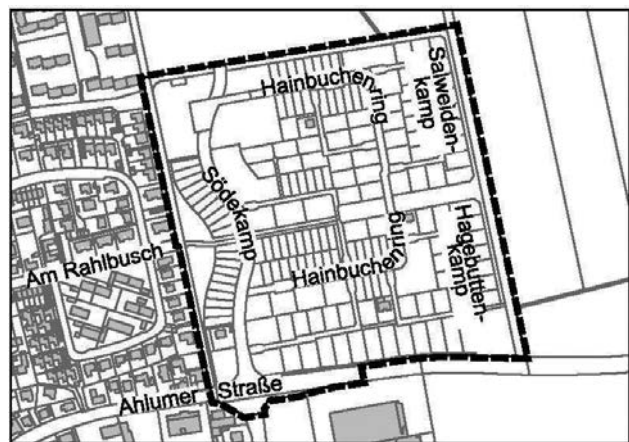 Hainbuchenring
Salweiden-
kamp
Södekamp
Am Rahlbusch
Hainbuchenring
Hagebutten-
kamp
Ahlumer Straße